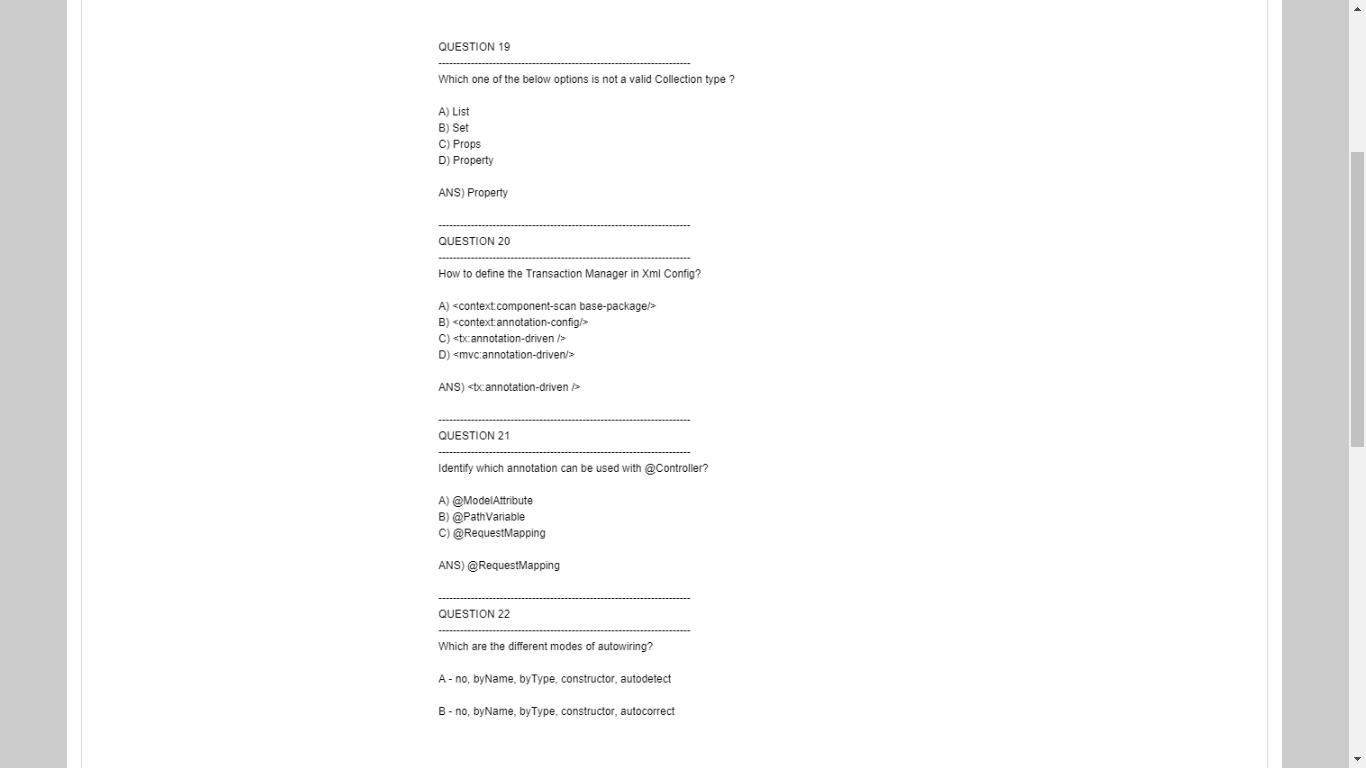 QUESTION 19
----------------------------------------------------------------------
Which one of the below options is not a valid Collection type ?
A) List
B) Set
C) Props
D) Property
ANS) Property
----------------------------------------------------------------------
QUESTION 20
----------------------------------------------------------------------
How to define the Transaction Manager in Xml Config?
A) <context:component-scan base-package/>
B) <context:annotation-config/>
C) <tx:annotation-driven />
D) <mvc:annotation-driven/>
ANS) <tx:annotation-driven />
----------------------------------------------------------------------
QUESTION 21
----------------------------------------------------------------------
Identify which annotation can be used with @Controller?
A) @ModelAttribute
B) @PathVariable
C) @RequestMapping
ANS) @RequestMapping
----------------------------------------------------------------------
QUESTION 22
----------------------------------------------------------------------
Which are the different modes of autowiring?
A - no, byName, byType, constructor, autodetect
B - no, byName, byType, constructor, autocorrect